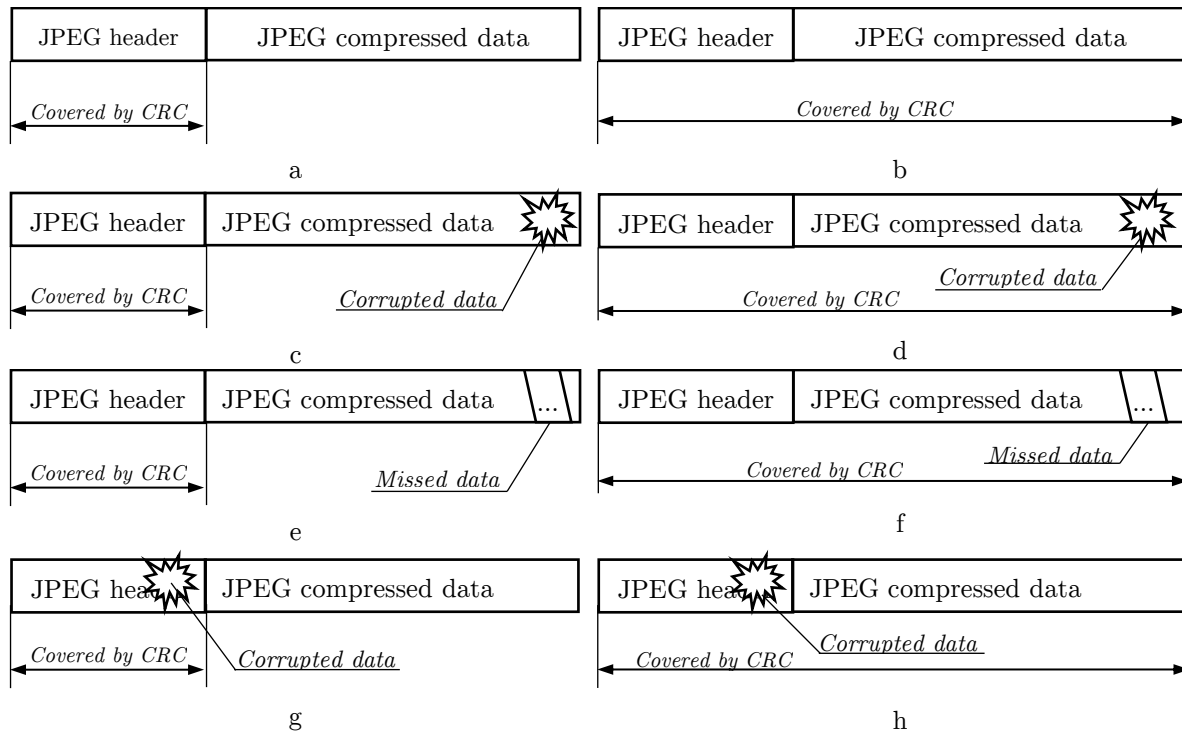 JPEG header JPEG compressed data
Covered by CRC
a
JPEG header JPEG compressed data
Covered by CRC
b
JPEG header JPEG compressed data
Covered by CRC
Corrupted data
c
JPEG header JPEG compressed data
Corrupted data
Covered by CRC
d
JPEG header JPEG compressed data ...
Covered by CRC
Missed data
e
JPEG header JPEG compressed data ...
Missed data
Covered by CRC
f
JPEG header JPEG compressed data
Covered by CRC
Corrupted data
g
JPEG header JPEG compressed data
Corrupted data
Covered by CRC
h